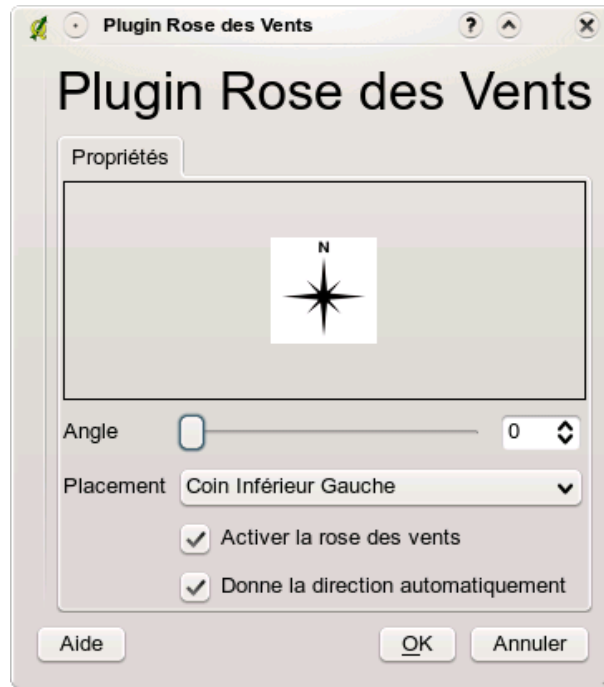 Plugin Rose des Vents
Plugin Rose des Vents
Propriétés
N
Angle 0
Placement Coin Inférieur Gauche
Activer la rose des vents
Donne la direction automatiquement
Aide OK Annuler